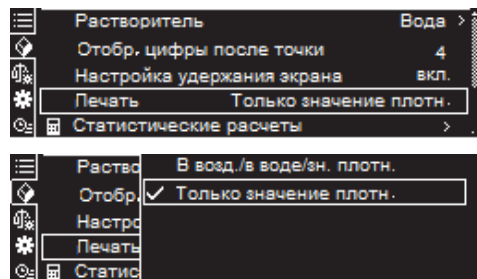 Растворитель Вода >
Отобр. цифры после точки 4
Настройка удержания экрана вкл.
Печать Только значение плотн.
Статистические расчеты >
Раство В возд./в воде/зн. плотн.
Отобр. ✓ Только значение плотн.
Настро
Печать
Статис